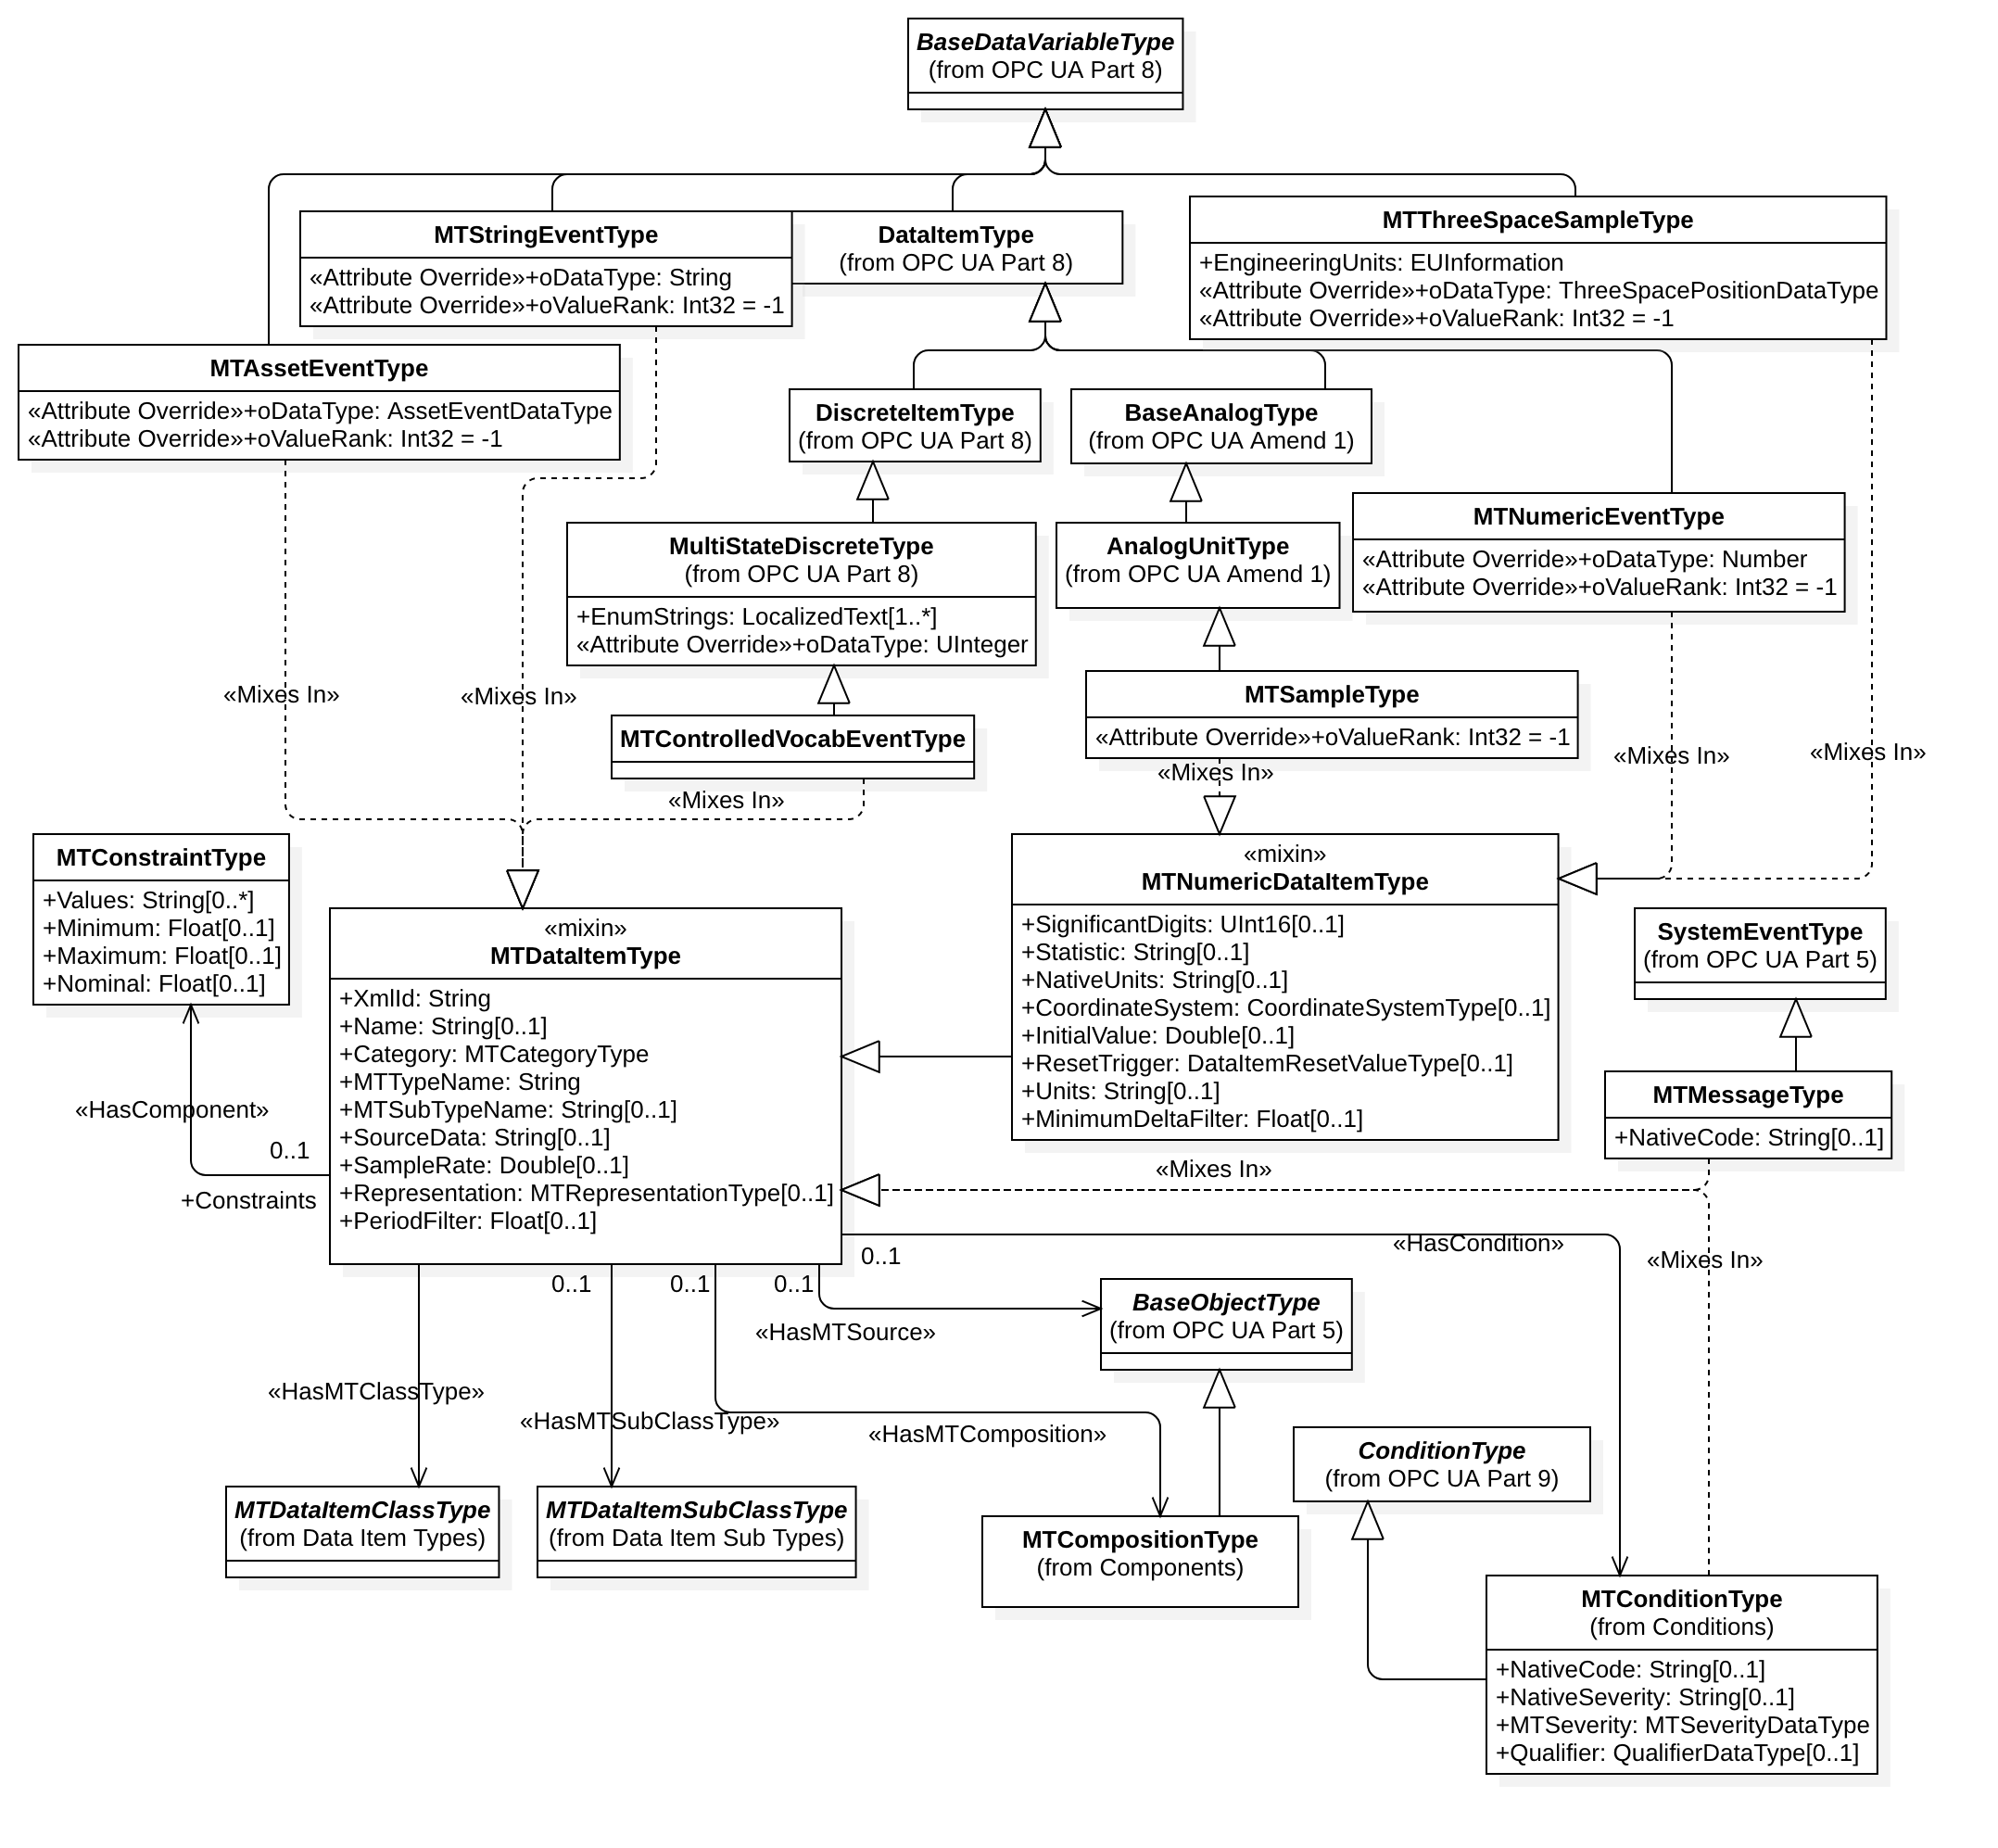 BaseDataVariableType
(from OPC UA Part 8)
MTStringEventType
«Attribute Override»+oDataType: String
«Attribute Override»+oValueRank: Int32 = -1
DataItemType
(from OPC UA Part 8)
MTThreeSpaceSampleType
+EngineeringUnits: EUInformation
«Attribute Override»+oDataType: ThreeSpacePositionDataType
«Attribute Override»+oValueRank: Int32 = -1
MTAssetEventType
«Attribute Override»+oDataType: AssetEventDataType
«Attribute Override»+oValueRank: Int32 = -1
DiscreteItemType
(from OPC UA Part 8)
BaseAnalogType
(from OPC UA Amend 1)
MTNumericEventType
«Attribute Override»+oDataType: Number
«Attribute Override»+oValueRank: Int32 = -1
MultiStateDiscreteType
(from OPC UA Part 8)
+EnumStrings: LocalizedText[1..*]
«Attribute Override»+oDataType: UInteger
AnalogUnitType
(from OPC UA Amend 1)
MTSampleType
«Attribute Override»+oValueRank: Int32 = -1
«Mixes In»
«Mixes In»
MTControlledVocabEventType
«Mixes In»
«Mixes In»
«Mixes In»
«Mixes In»
MTConstraintType
+Values: String[0..*]
+Minimum: Float[0..1]
+Maximum: Float[0..1]
+Nominal: Float[0..1]
«mixin»
MTNumericDataItemType
+SignificantDigits: UInt16[0..1]
+Statistic: String[0..1]
+NativeUnits: String[0..1]
+CoordinateSystem: CoordinateSystemType[0..1]
+InitialValue: Double[0..1]
+ResetTrigger: DataItemResetValueType[0..1]
+Units: String[0..1]
+MinimumDeltaFilter: Float[0..1]
«mixin»
MTDataItemType
+XmlId: String
+Name: String[0..1]
+Category: MTCategoryType
+MTTypeName: String
+MTSubTypeName: String[0..1]
+SourceData: String[0..1]
+SampleRate: Double[0..1]
+Representation: MTRepresentationType[0..1]
+PeriodFilter: Float[0..1]
SystemEventType
(from OPC UA Part 5)
MTMessageType
+NativeCode: String[0..1]
«HasComponent»
0..1
+Constraints
«Mixes In»
«HasCondition»
0..1
«Mixes In»
0..1
0..1
0..1
«HasMTSource»
BaseObjectType
(from OPC UA Part 5)
«HasMTClassType»
«HasMTSubClassType»
«HasMTComposition»
ConditionType
(from OPC UA Part 9)
MTDataItemClassType
(from Data Item Types)
MTDataItemSubClassType
(from Data Item Sub Types)
MTCompositionType
(from Components)
MTConditionType
(from Conditions)
+NativeCode: String[0..1]
+NativeSeverity: String[0..1]
+MTSeverity: MTSeverityDataType
+Qualifier: QualifierDataType[0..1]